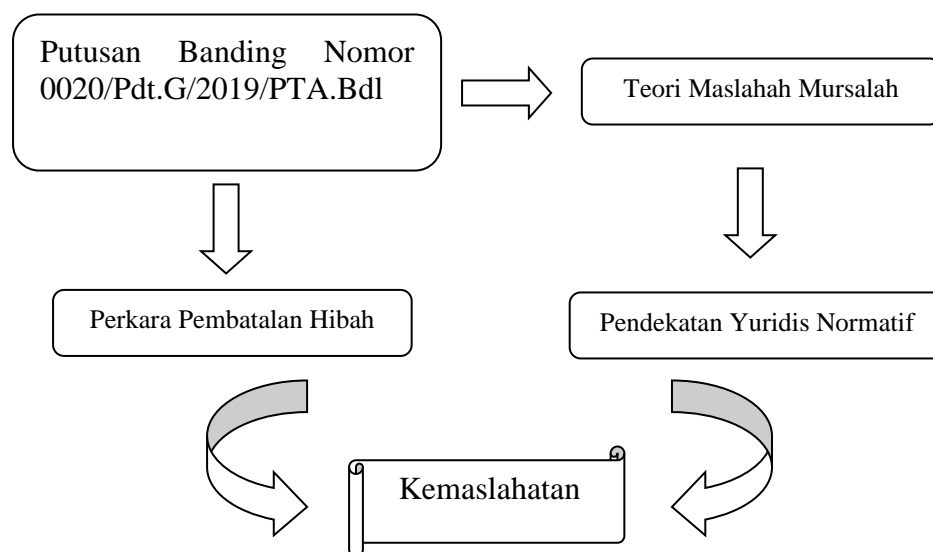 Putusan Banding Nomor
0020/Pdt.G/2019/PTA.Bdl
Teori Maslahah Mursalah
Perkara Pembatalan Hibah
Pendekatan Yuridis Normatif
Kemaslahatan